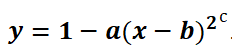 y = 1 − a(x − b)^{2^{c}}